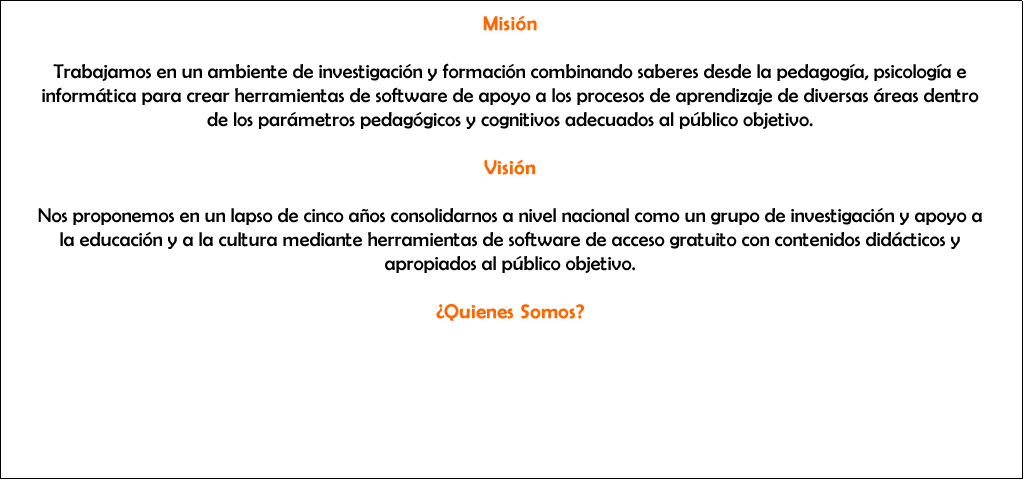 Misión
Trabajamos en un ambiente de investigación y formación combinando saberes desde la pedagogía, psicología e
informática para crear herramientas de software de apoyo a los procesos de aprendizaje de diversas áreas dentro
de los parámetros pedagógicos y cognitivos adecuados al público objetivo.
Visión
Nos proponemos en un lapso de cinco años consolidarnos a nivel nacional como un grupo de investigación y apoyo a
la educación y a la cultura mediante herramientas de software de acceso gratuito con contenidos didácticos y
apropiados al público objetivo.
¿Quienes Somos?